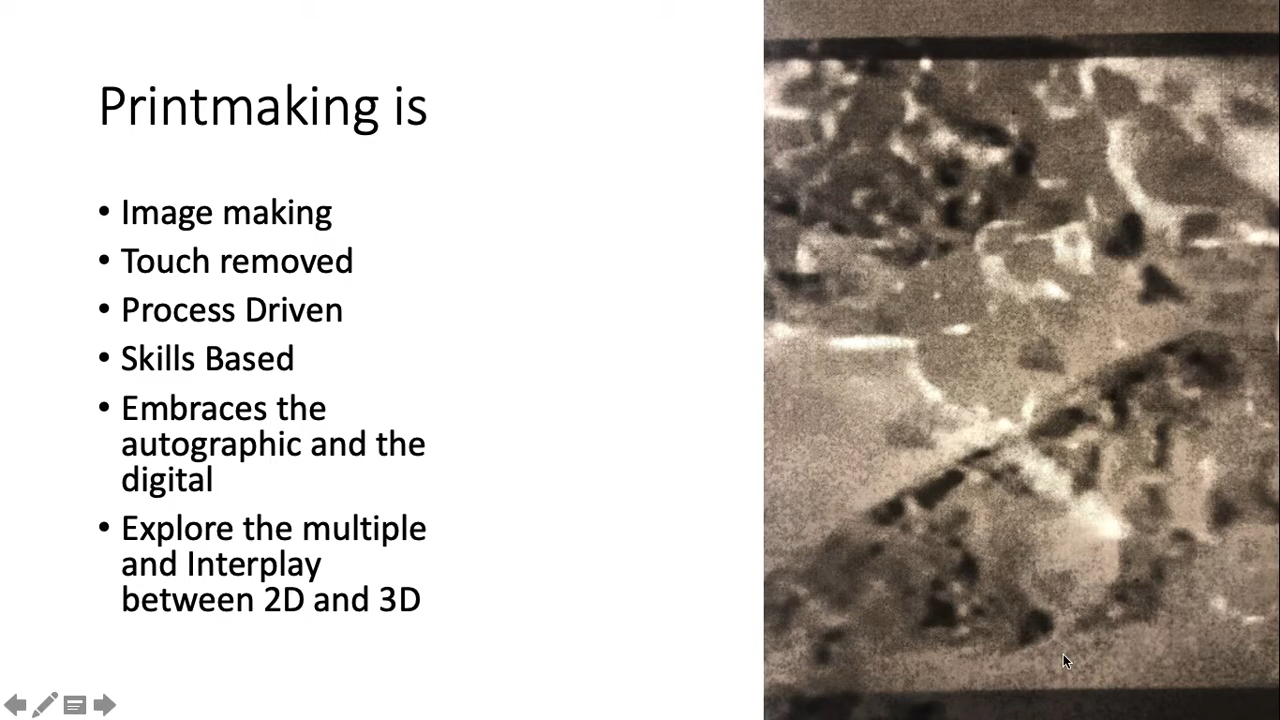 Printmaking is
• Image making
• Touch removed
• Process Driven
• Skills Based
• Embraces the
autographic and the
digital
• Explore the multiple
and Interplay
between 2D and 3D